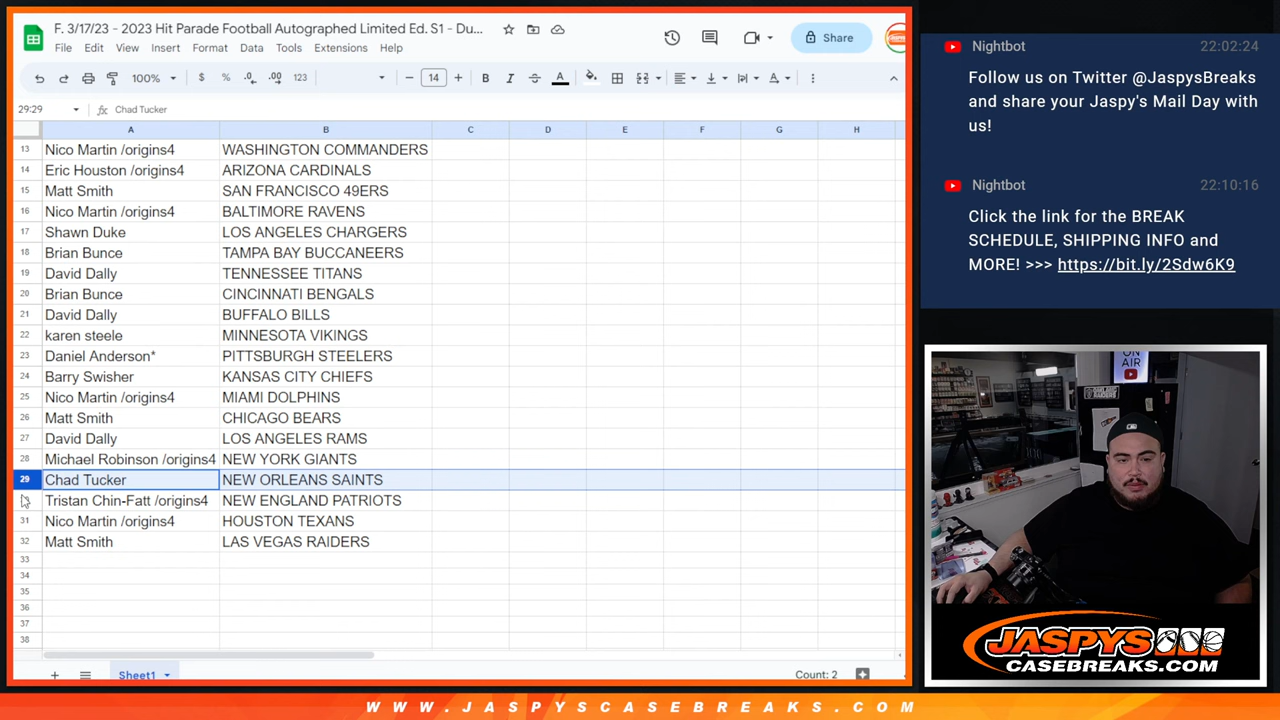 F. 3/17/23 - 2023 Hit Parade Football Autographed Limited Ed. S1 - Du...
File Edit View Insert Format Data Tools Extensions Help
Share
100% $ % .0 .00 123 14 B I A
29:29 fx Chad Tucker
A B C D E F G H
13 Nico Martin /origins4 WASHINGTON COMMANDERS
14 Eric Houston /origins4 ARIZONA CARDINALS
15 Matt Smith SAN FRANCISCO 49ERS
16 Nico Martin /origins4 BALTIMORE RAVENS
17 Shawn Duke LOS ANGELES CHARGERS
18 Brian Bunce TAMPA BAY BUCCANEERS
19 David Dally TENNESSEE TITANS
20 Brian Bunce CINCINNATI BENGALS
21 David Dally BUFFALO BILLS
22 karen steele MINNESOTA VIKINGS
23 Daniel Anderson* PITTSBURGH STEELERS
24 Barry Swisher KANSAS CITY CHIEFS
25 Nico Martin /origins4 MIAMI DOLPHINS
26 Matt Smith CHICAGO BEARS
27 David Dally LOS ANGELES RAMS
28 Michael Robinson /origins4 NEW YORK GIANTS
29 Chad Tucker NEW ORLEANS SAINTS
Tristan Chin-Fatt /origins4 NEW ENGLAND PATRIOTS
31 Nico Martin /origins4 HOUSTON TEXANS
32 Matt Smith LAS VEGAS RAIDERS
33
34
35
36
37
38
Sheet1
Count: 2
Nightbot 22:02:24
Follow us on Twitter @JaspysBreaks
and share your Jaspy's Mail Day with
us!
Nightbot 22:10:16
Click the link for the BREAK
SCHEDULE, SHIPPING INFO and
MORE! >>> https://bit.ly/2Sdw6K9
ON
AIR
JASPYS
CASEBREAKS.COM
WWW.JASPYSCASEBREAKS.COM